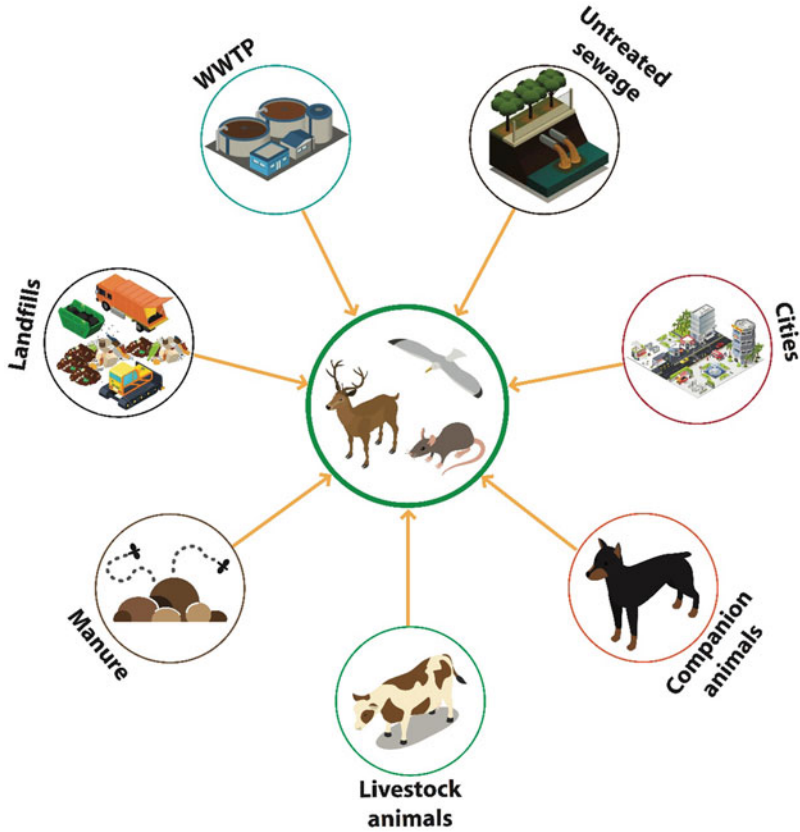 WWTP
Untreated
sewage
Landfills
Cities
Manure
Companion
animals
Livestock
animals